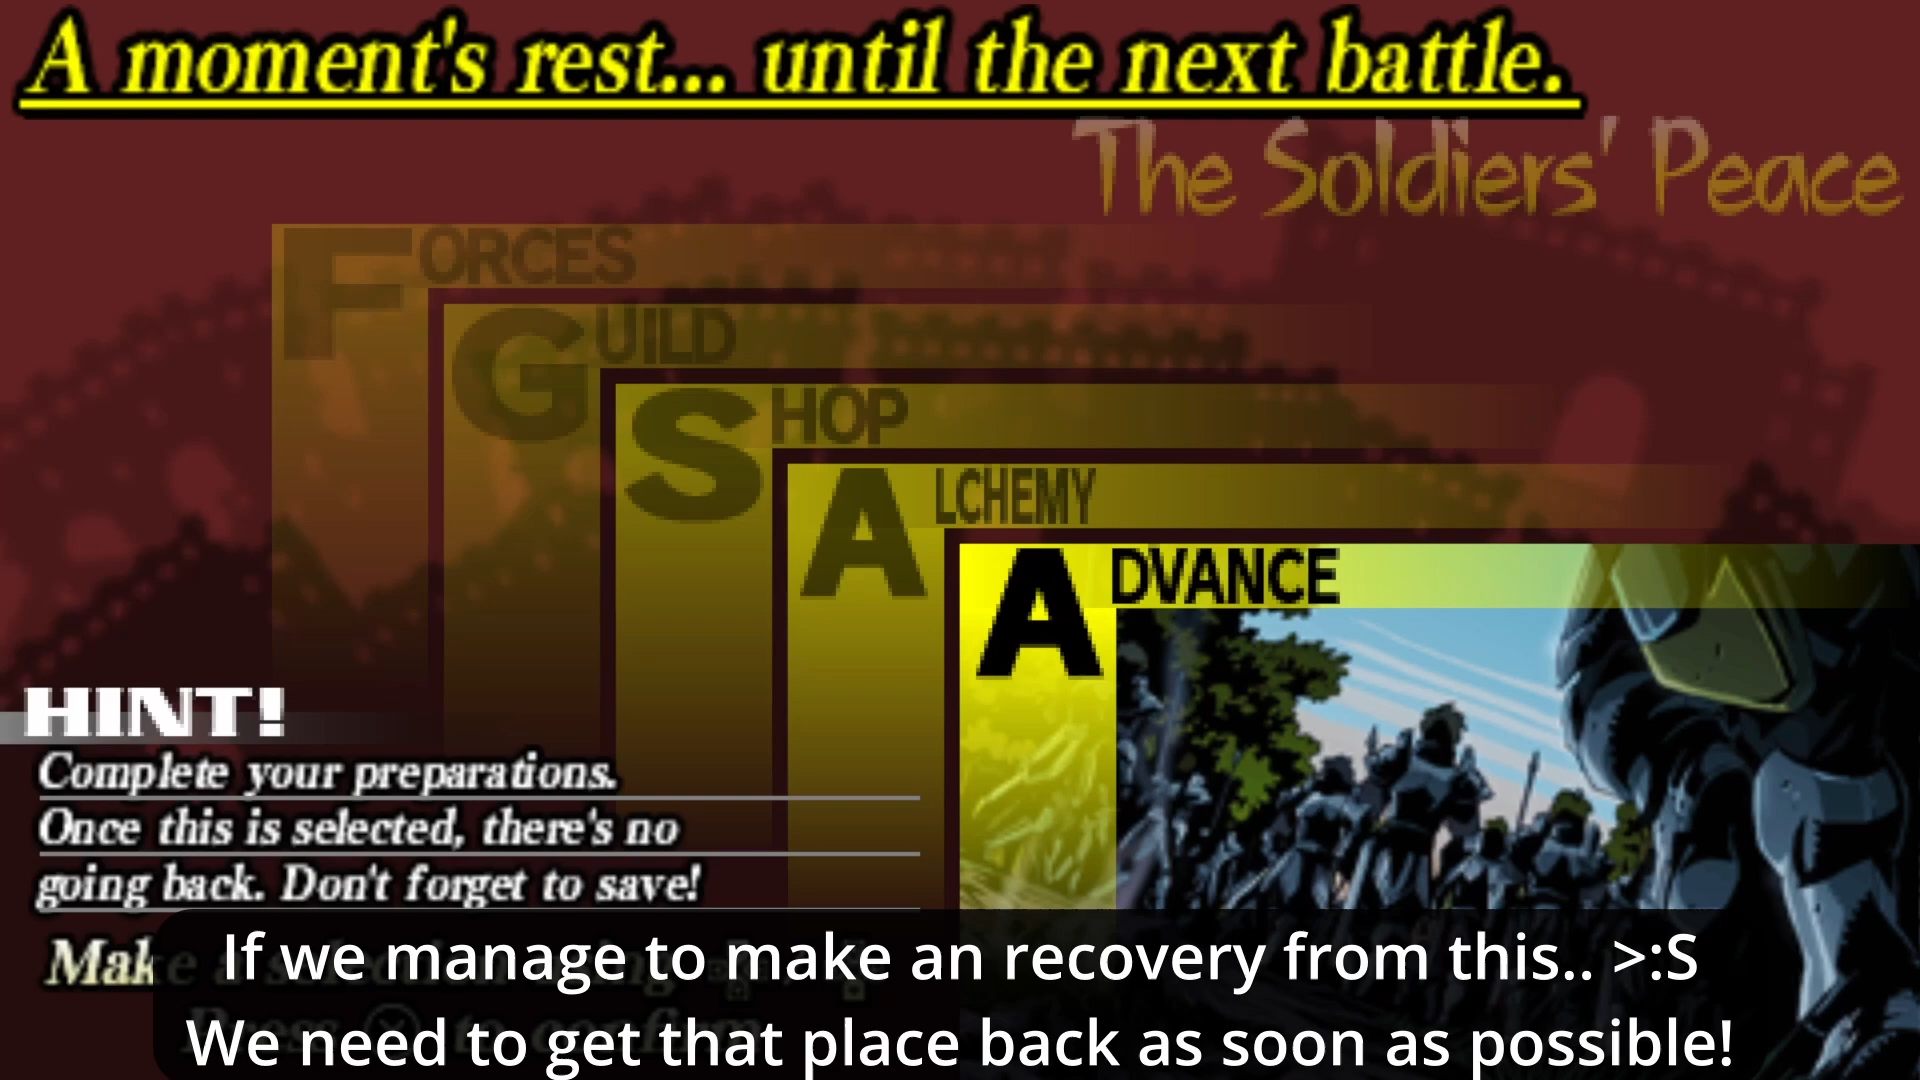 A moment's rest... until the next battle.
The Soldiers' Peace
FORCES
GUILD
SHOP
ALCHEMY
ADVANCE
HINT!
Complete your preparations.
Once this is selected, there's no
going back. Don't forget to save!
Make
If we manage to make an recovery from this.. >:S
We need to get that place back as soon as possible!